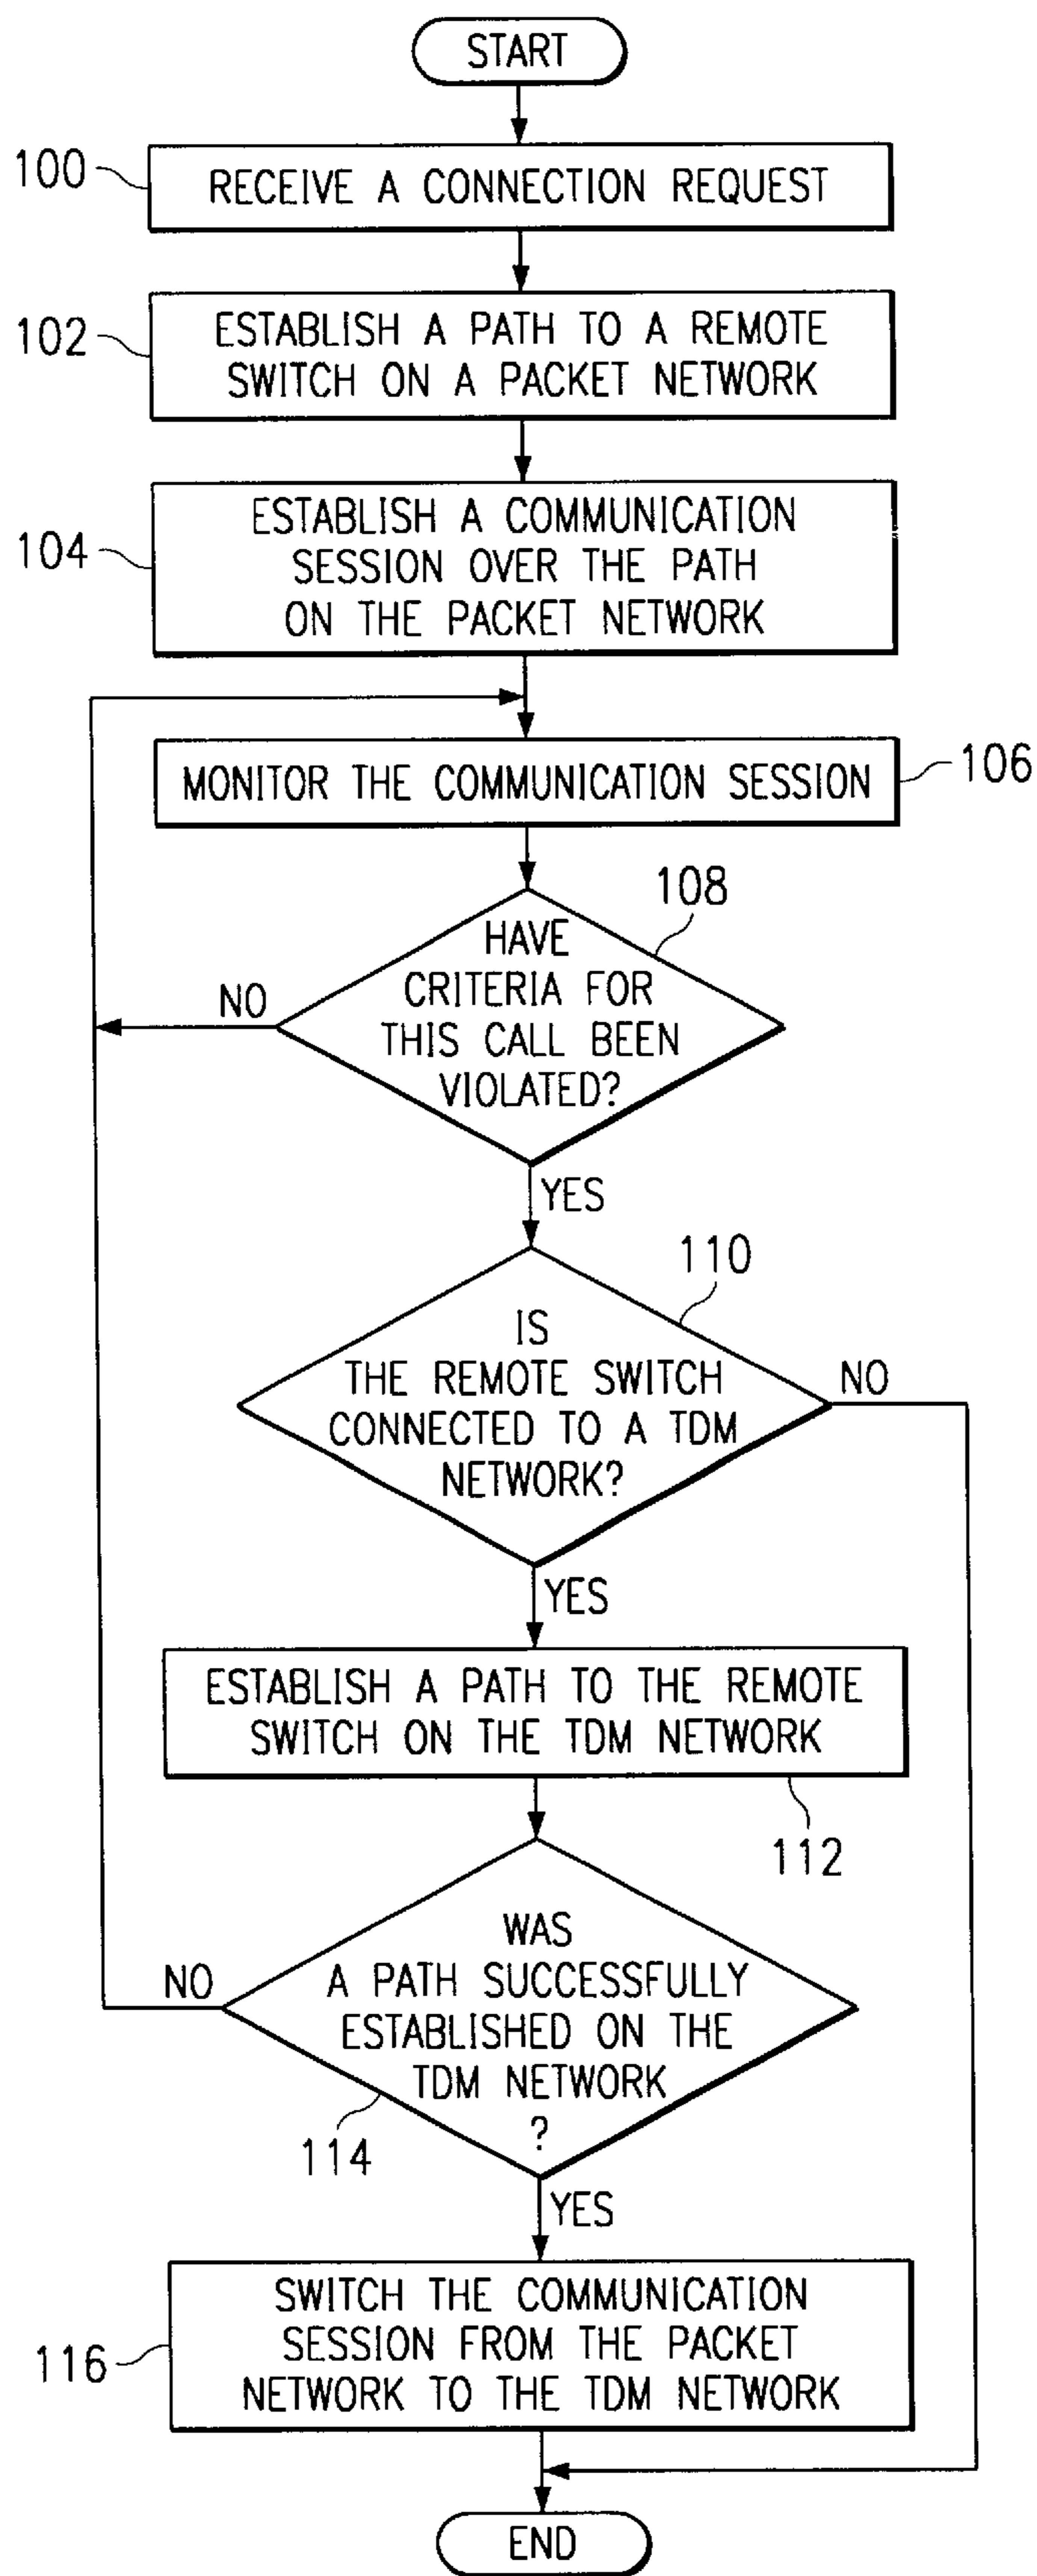 START
100
RECEIVE A CONNECTION REQUEST
102
ESTABLISH A PATH TO A REMOTE
SWITCH ON A PACKET NETWORK
104
ESTABLISH A COMMUNICATION
SESSION OVER THE PATH
ON THE PACKET NETWORK
MONITOR THE COMMUNICATION SESSION
106
108
HAVE
CRITERIA FOR
THIS CALL BEEN
VIOLATED?
NO
YES
110
IS
THE REMOTE SWITCH
CONNECTED TO A TDM
NETWORK?
NO
YES
ESTABLISH A PATH TO THE REMOTE
SWITCH ON THE TDM NETWORK
112
WAS
A PATH SUCCESSFULLY
ESTABLISHED ON THE
TDM NETWORK
?
NO
114
YES
116
SWITCH THE COMMUNICATION
SESSION FROM THE PACKET
NETWORK TO THE TDM NETWORK
END